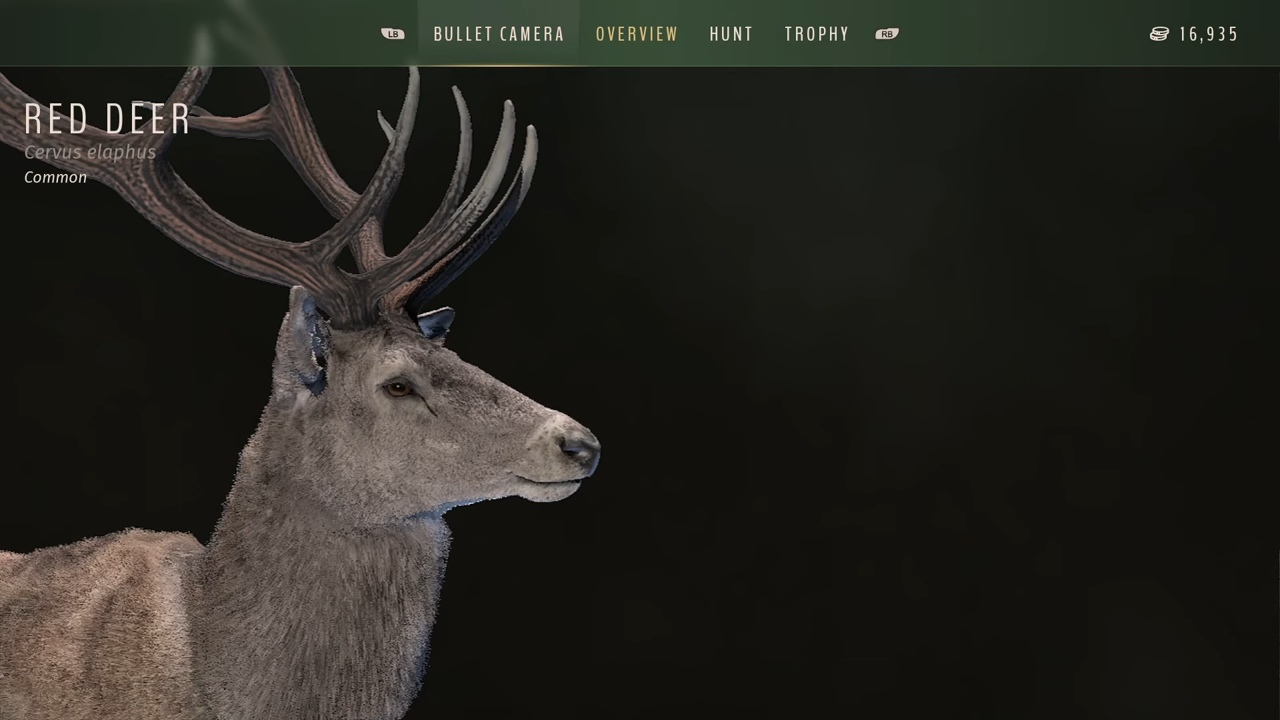 LB BULLET CAMERA OVERVIEW HUNT TROPHY RB 16,935
RED DEER
Cervus elaphus
Common